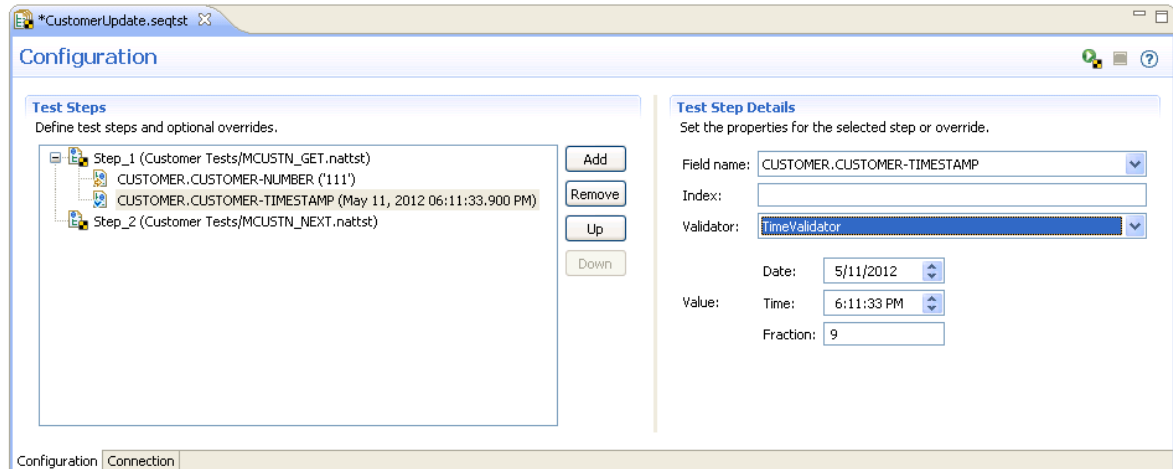 *CustomerUpdate.seqtst
Configuration
Test Steps
Define test steps and optional overrides.
Step_1 (Customer Tests/MCUSTN_GET.nattst)
CUSTOMER.CUSTOMER-NUMBER ('111')
CUSTOMER.CUSTOMER-TIMESTAMP (May 11, 2012 06:11:33.900 PM)
Step_2 (Customer Tests/MCUSTN_NEXT.nattst)
Add
Remove
Up
Down
Test Step Details
Set the properties for the selected step or override.
Field name: CUSTOMER.CUSTOMER-TIMESTAMP
Index:
Validator: TimeValidator
Value:
Date: 5/11/2012
Time: 6:11:33 PM
Fraction: 9
Configuration Connection